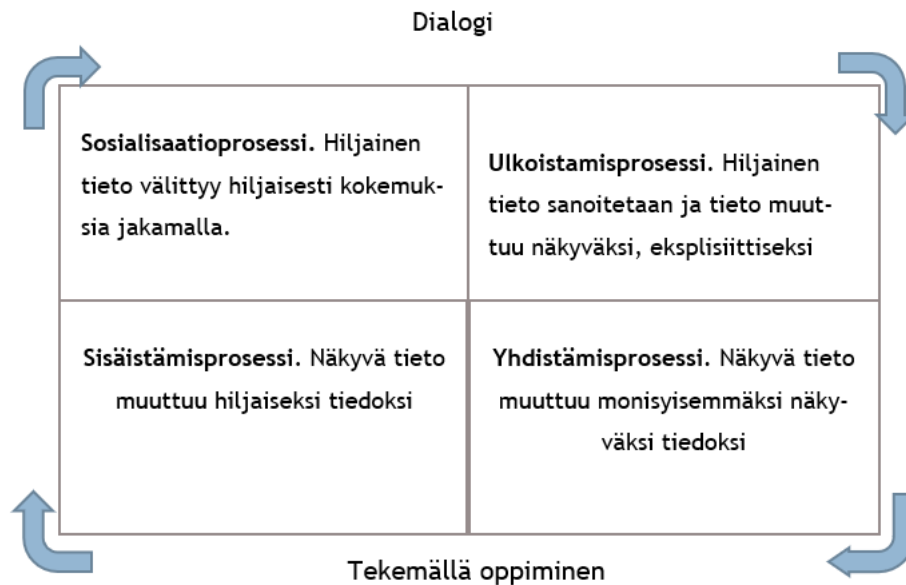 Dialogi
Sosialisaatioprosessi. Hiljainen
tieto välittyy hiljaisesti kokemuk-
sia jakamalla.
Ulkoistamisprosessi. Hiljainen
tieto sanoitetaan ja tieto muut-
tuu näkyväksi, eksplisiittiseksi
Sisäistämisprosessi. Näkyvä tieto
muuttuu hiljaiseksi tiedoksi
Yhdistämisprosessi. Näkyvä tieto
muuttuu monisyisemmäksi näky-
väksi tiedoksi
Tekemällä oppiminen